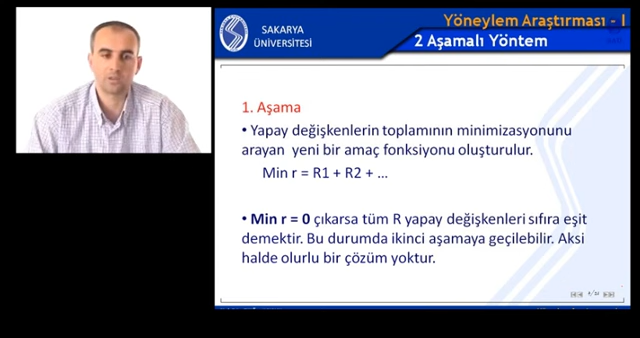 SAKARYA
ÜNİVERSİTESİ
Yöneylem Araştırması - I
2 Aşamalı Yöntem
1. Aşama
• Yapay değişkenlerin toplamının minimizasyonunu
arayan yeni bir amaç fonksiyonu oluşturulur.
Min r = R1 + R2 + ...
• Min r = 0 çıkarsa tüm R yapay değişkenleri sıfıra eşit
demektir. Bu durumda ikinci aşamaya geçilebilir. Aksi
halde olurlu bir çözüm yoktur.